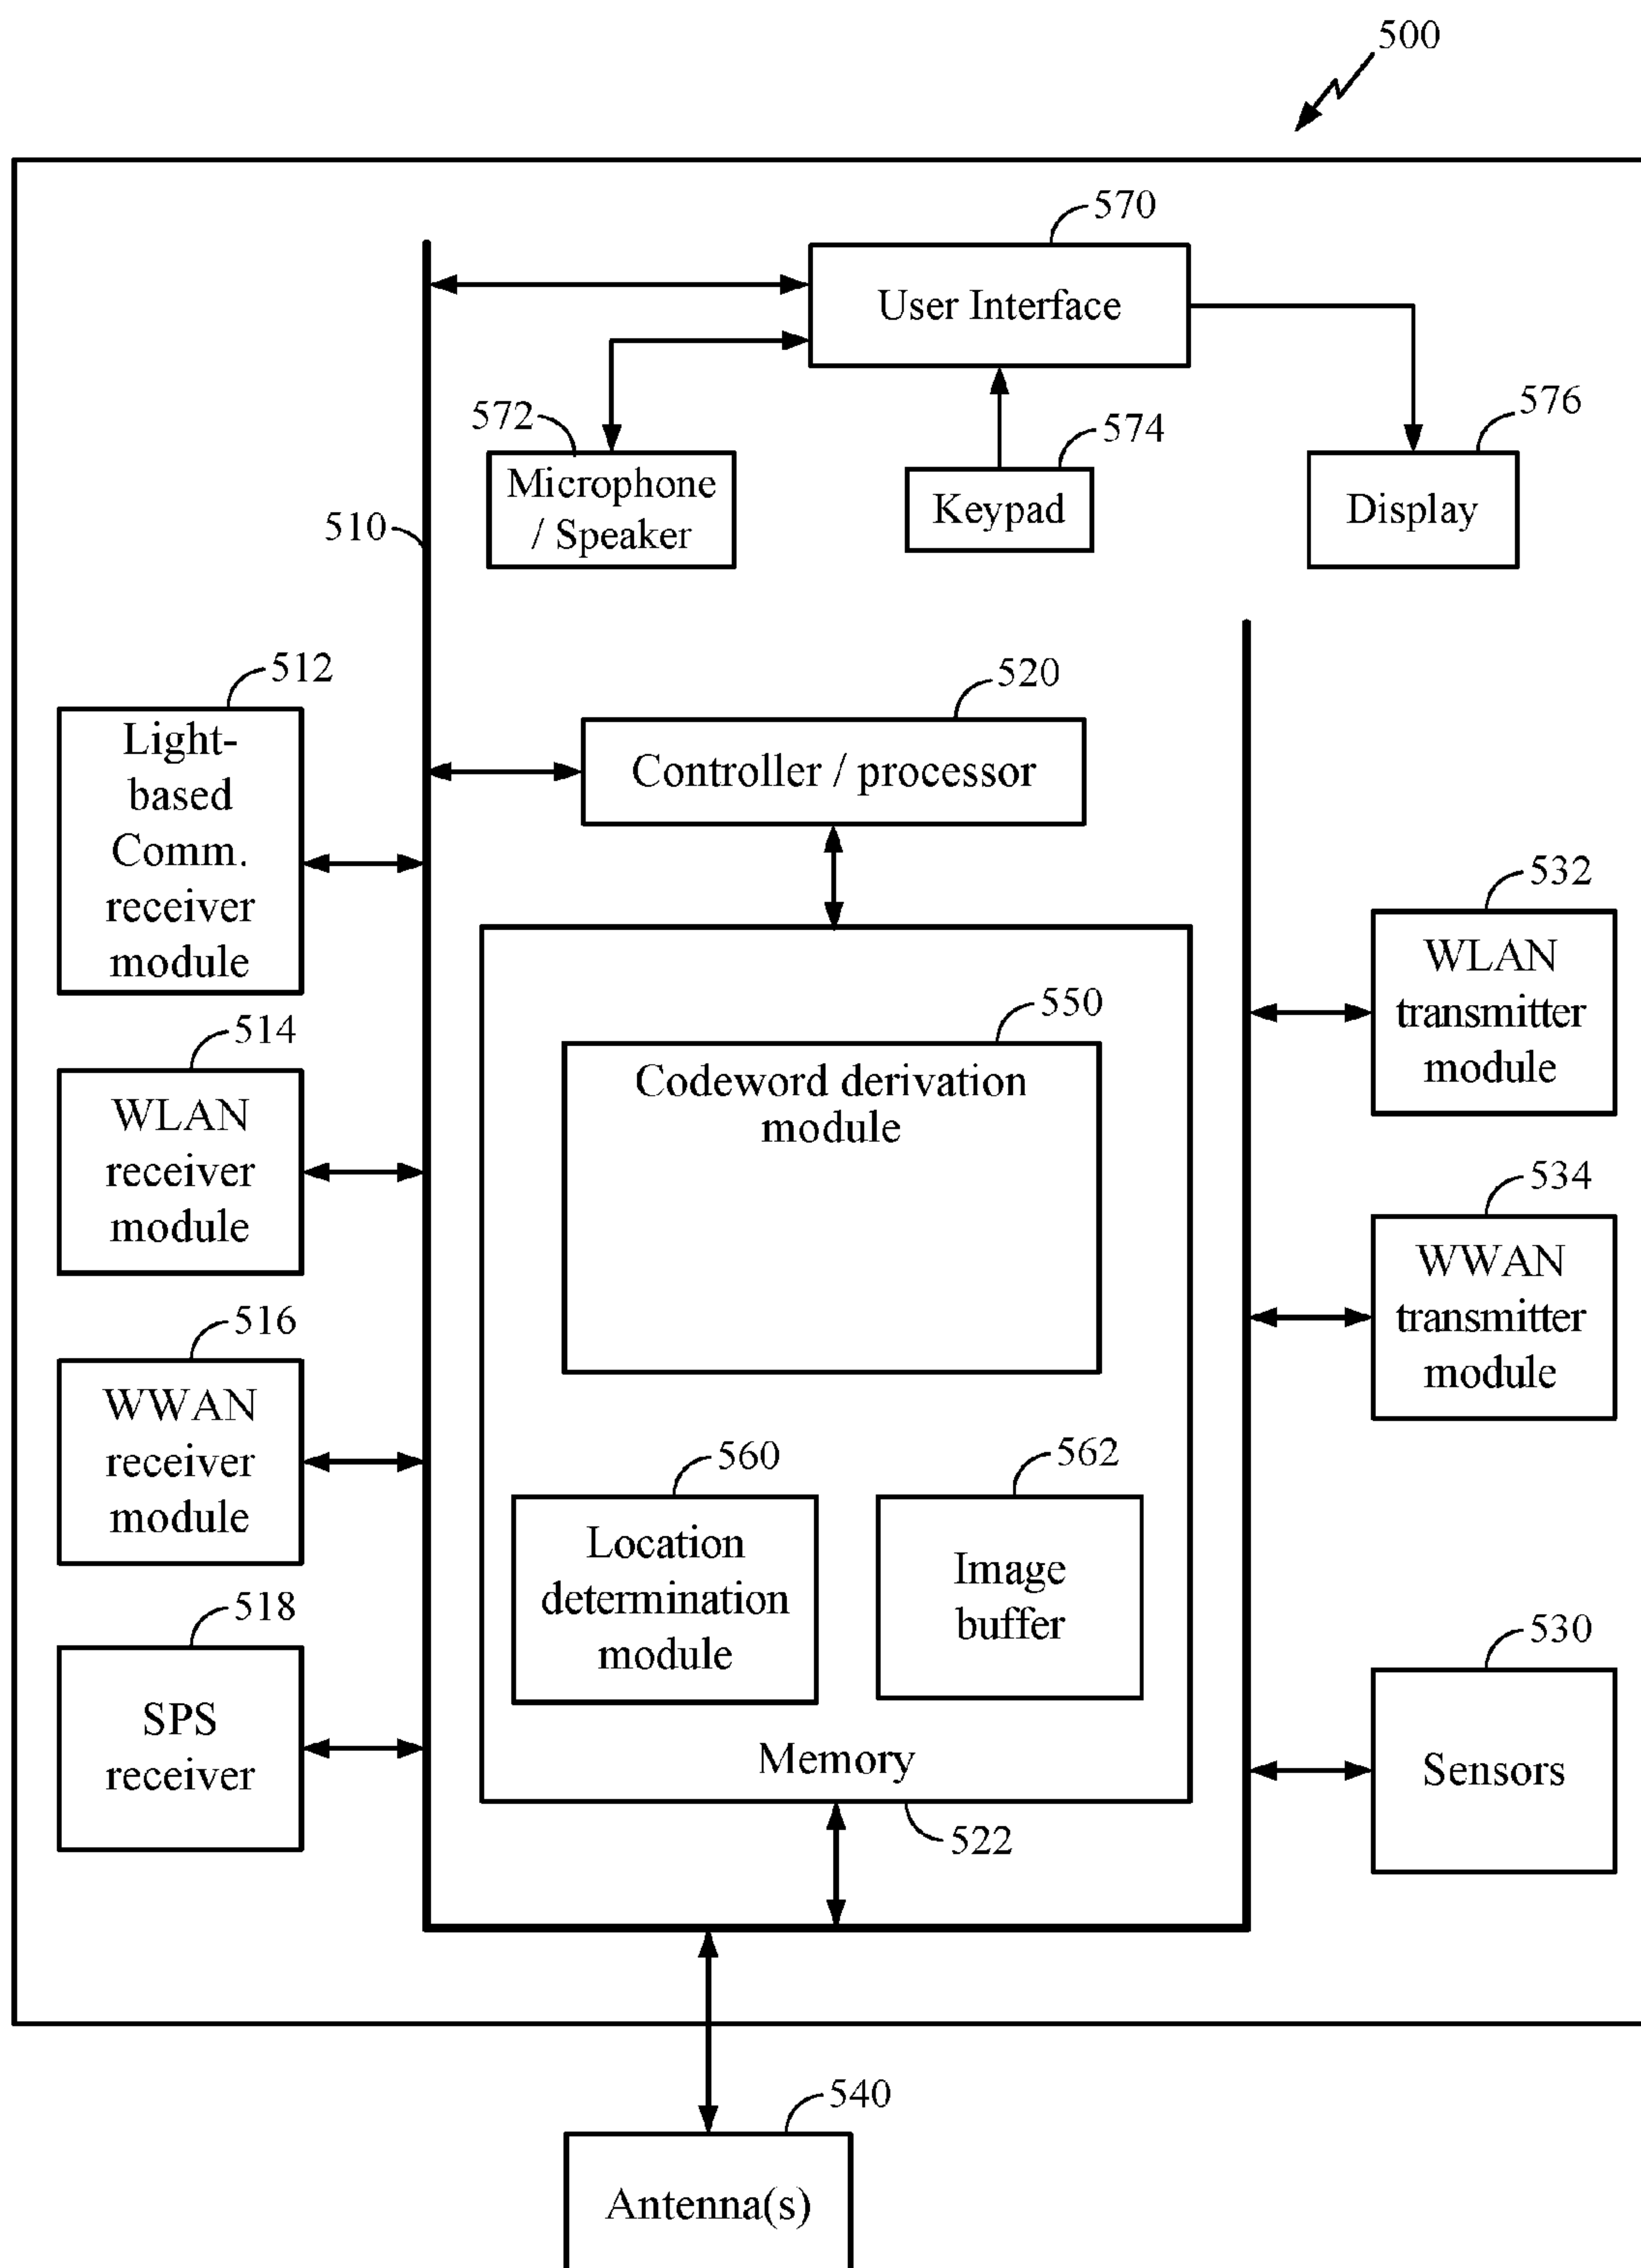 500
570
User Interface
572
574
576
Microphone
/ Speaker
Keypad
Display
510
512
Light-
based
Comm.
receiver
module
520
Controller / processor
532
WLAN
transmitter
module
514
WLAN
receiver
module
550
Codeword derivation
module
534
WWAN
transmitter
module
516
WWAN
receiver
module
560
Location
determination
module
562
Image
buffer
518
SPS
receiver
530
Sensors
Memory
522
540
Antenna(s)